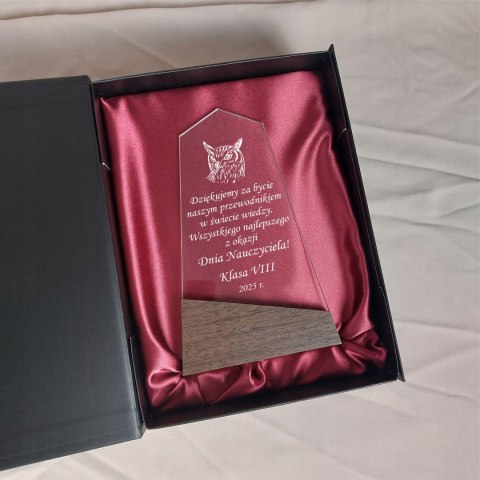 Dziękujemy za bycie
naszym przewodnikiem
w świecie wiedzy.
Wszystkiego najlepszego
z okazji
Dnia Nauczyciela!
Klasa VIII
2025 r.